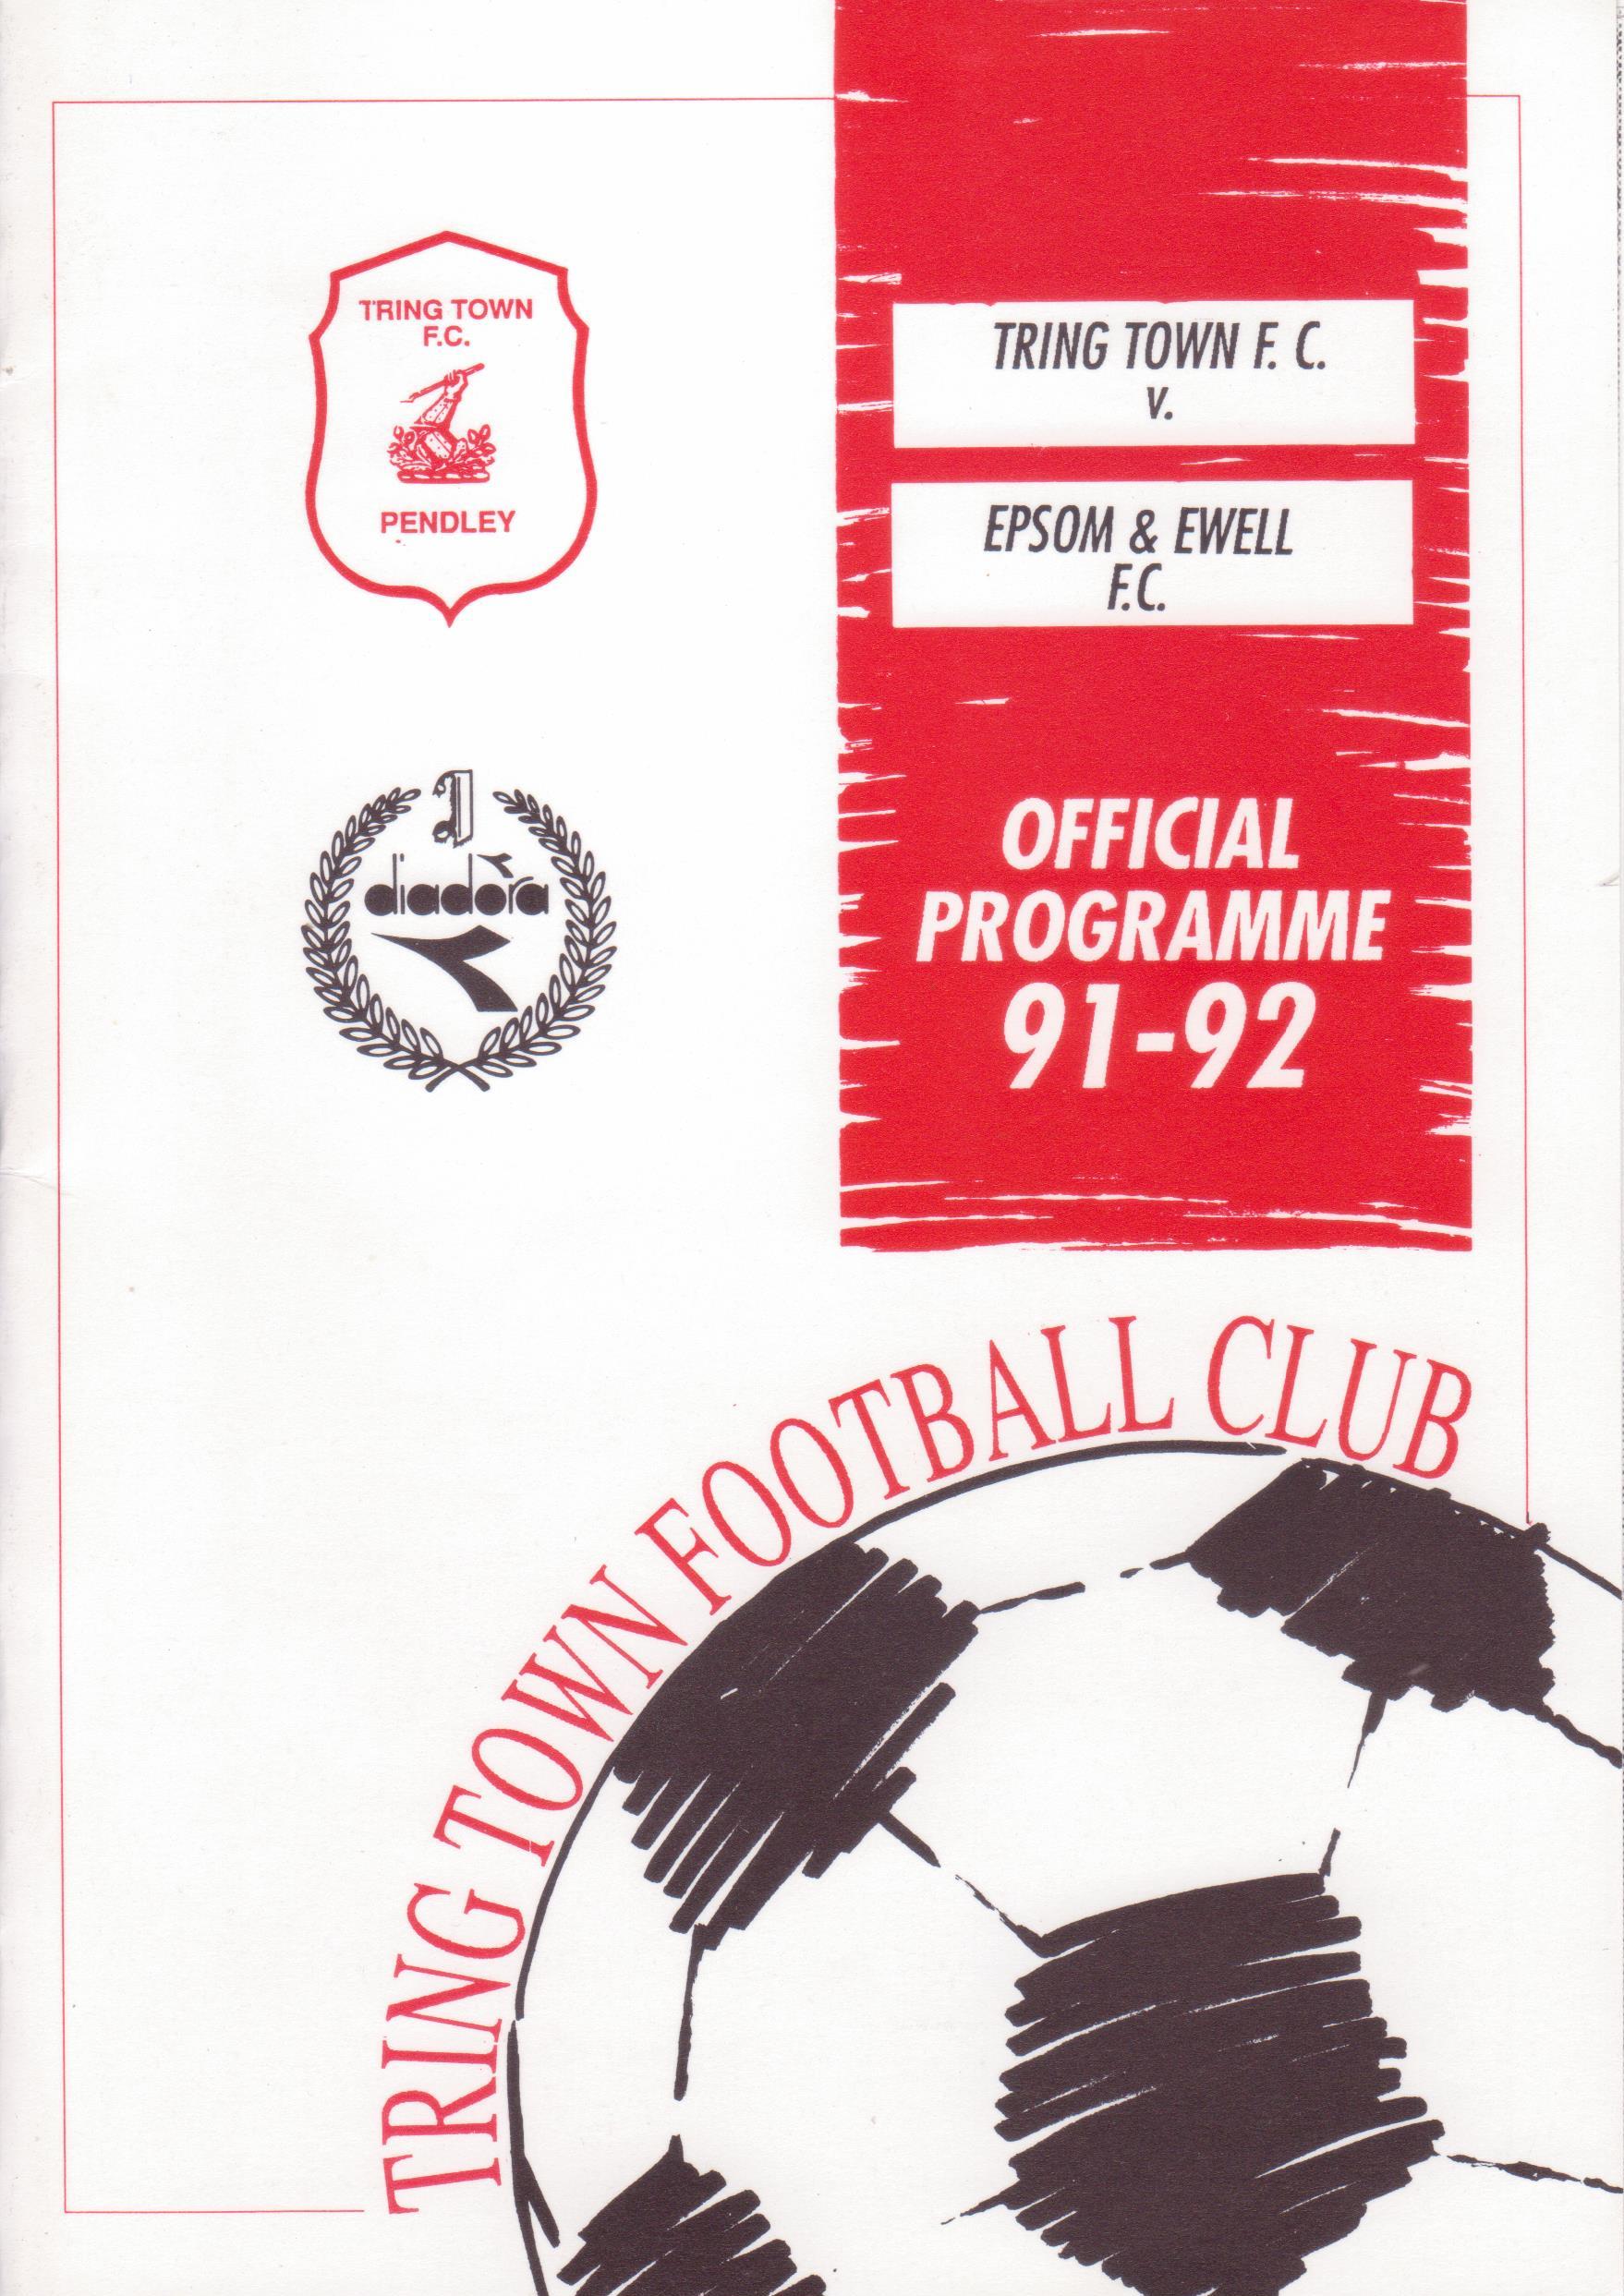 TRING TOWN
F.C.
PENDLEY
diadora
TRING TOWN F. C.
v.
EPSOM & EWELL
F.C.
OFFICIAL
PROGRAMME
91-92
TRING TOWN FOOTBALL CLUB